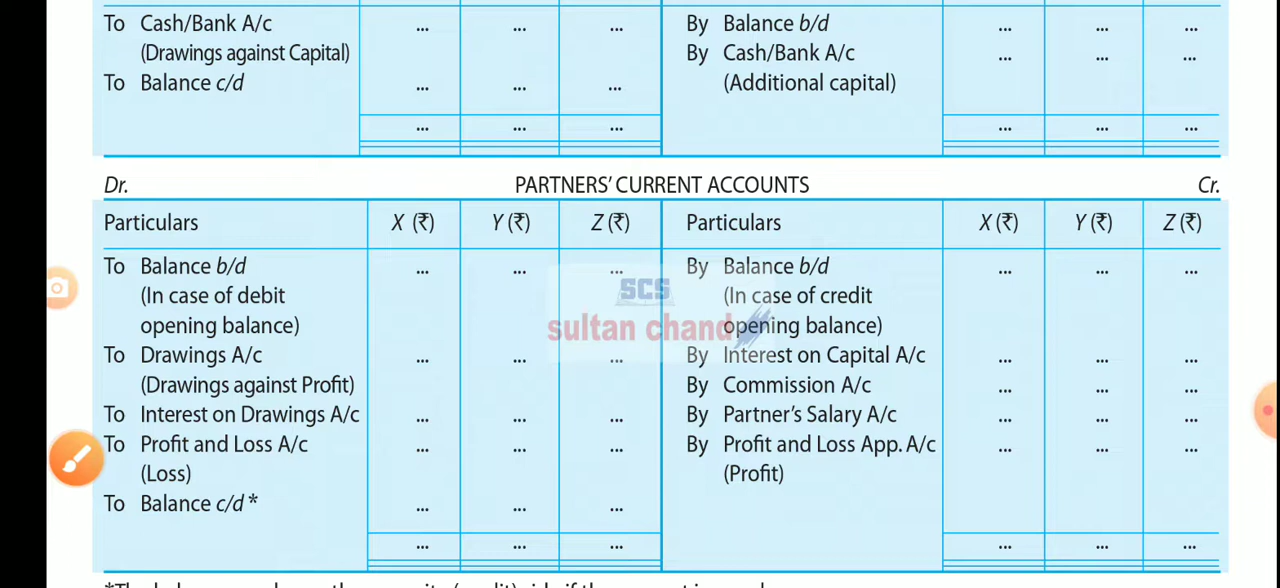 To Cash/Bank A/c ... ... ... By Balance b/d ... ... ...
(Drawings against Capital) By Cash/Bank A/c ... ... ...
To Balance c/d ... ... ... (Additional capital)
... ... ... ... ... ...
Dr. PARTNERS' CURRENT ACCOUNTS Cr.
Particulars X (₹) Y (₹) Z (₹) Particulars X (₹) Y (₹) Z (₹)
To Balance b/d ... ... ... By Balance b/d ... ... ...
(In case of debit (In case of credit
opening balance) opening balance)
To Drawings A/c ... ... ... By Interest on Capital A/c ... ... ...
(Drawings against Profit) By Commission A/c ... ... ...
To Interest on Drawings A/c ... ... ... By Partner's Salary A/c ... ... ...
To Profit and Loss A/c ... ... ... By Profit and Loss App. A/c ... ... ...
(Loss) (Profit)
To Balance c/d * ... ... ...
... ... ... ... ... ...
SCS
sultan chand